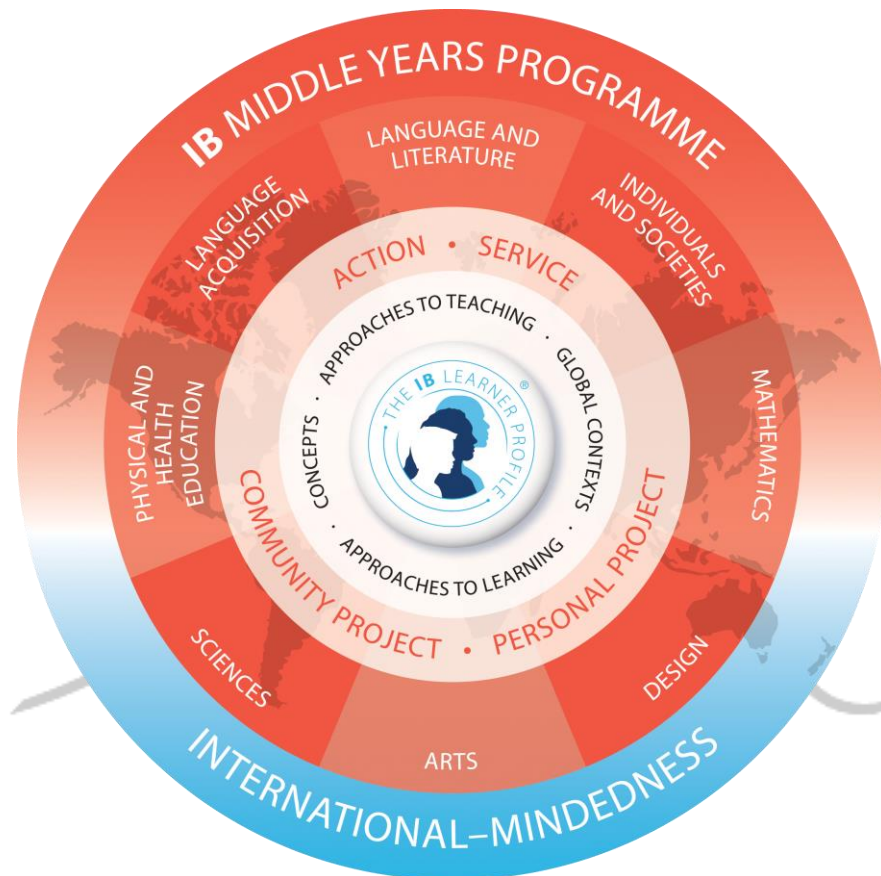 IB MIDDLE YEARS PROGRAMME
LANGUAGE AND
LITERATURE
INDIVIDUALS
AND SOCIETIES
MATHEMATICS
DESIGN
ARTS
SCIENCES
PHYSICAL AND
HEALTH
EDUCATION
LANGUAGE
ACQUISITION
ACTION • SERVICE
PERSONAL PROJECT •
COMMUNITY PROJECT
APPROACHES TO TEACHING •
GLOBAL CONTEXTS •
APPROACHES TO LEARNING •
CONCEPTS •
• THE IB LEARNER PROFILE • ®
INTERNATIONAL–MINDEDNESS